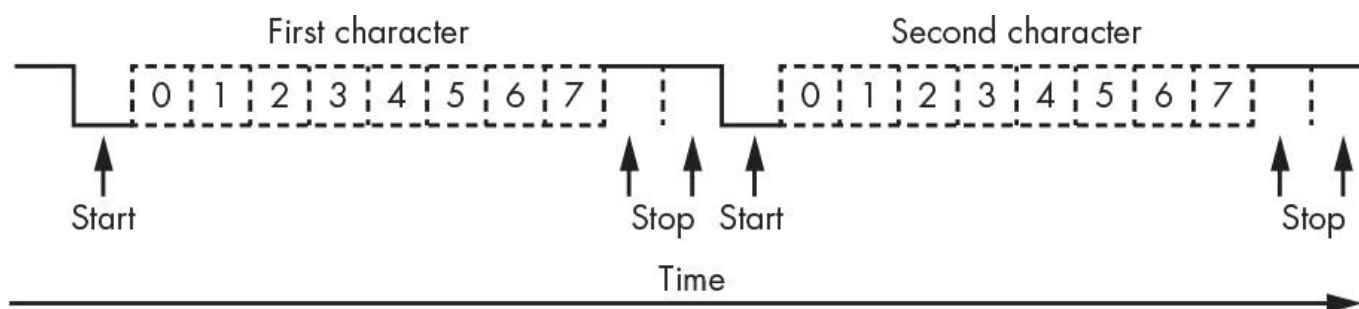 First character Second character
0 1 2 3 4 5 6 7 0 1 2 3 4 5 6 7
Start Stop Start Stop
Time